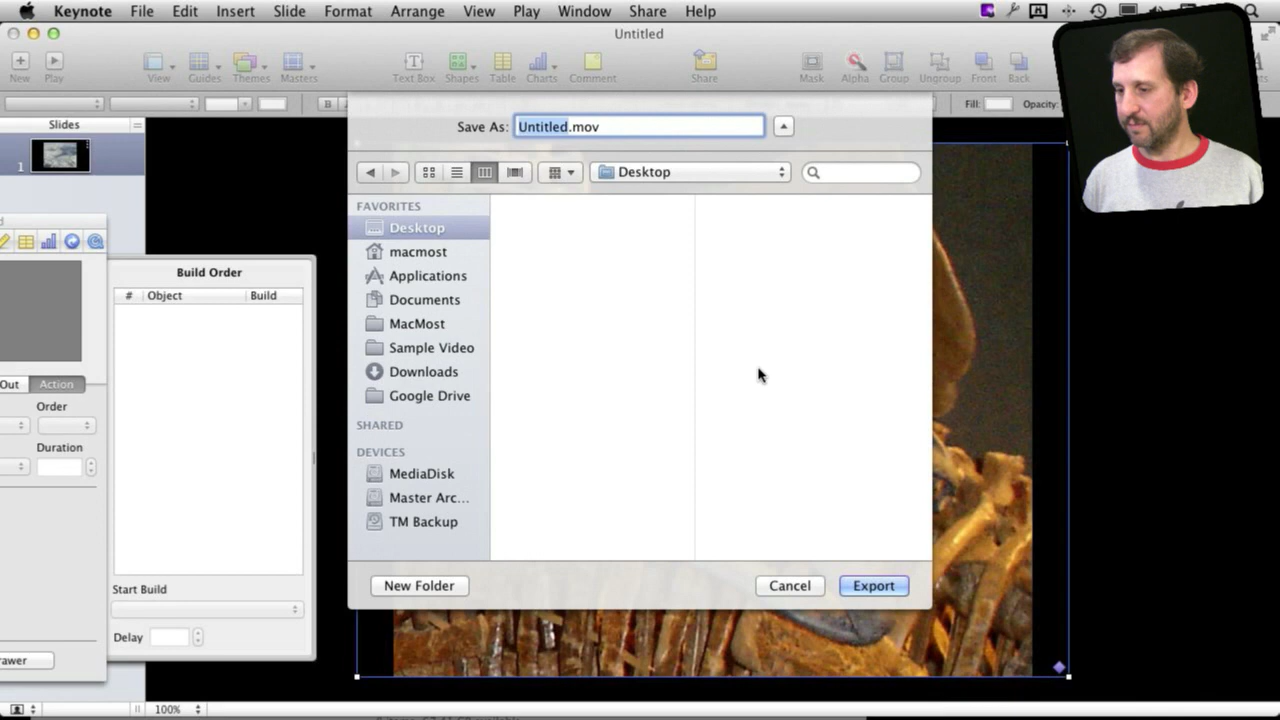 Keynote File Edit Insert Slide Format Arrange View Play Window Share Help
Untitled
New Play View Guides Themes Masters Text Box Shapes Table Charts Comment Share Mask Alpha Group Ungroup Front Back
B
Fill: Opacity:
Slides
1
Save As: Untitled.mov
Desktop
FAVORITES
Desktop
macmost
Applications
Documents
MacMost
Sample Video
Downloads
Google Drive
SHARED
DEVICES
MediaDisk
Master Arc...
TM Backup
New Folder Cancel Export
Build Order
# Object Build
Start Build
Delay
Out Action
Order
Duration
rawer
100%